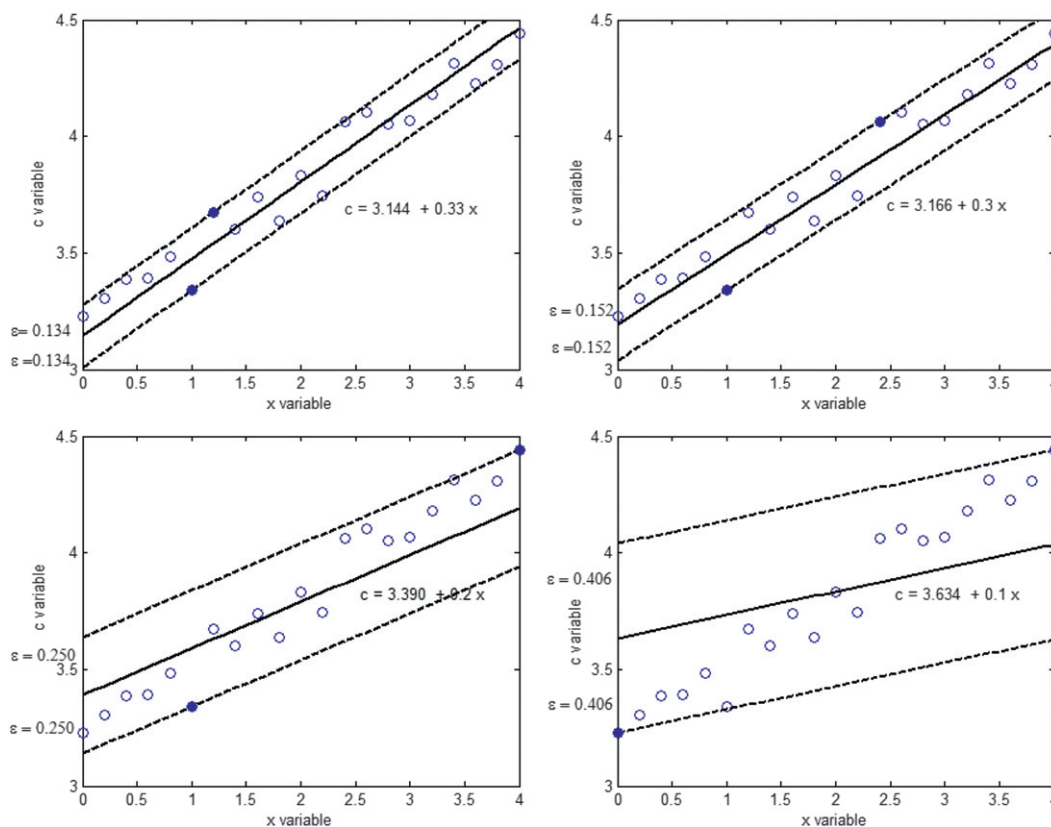 4.5
4
3.5
3
c variable
c = 3.144 + 0.33 x
ε= 0.134
ε =0.134
0 0.5 1 1.5 2 2.5 3 3.5 4
x variable
4.5
4
3.5
3
c variable
c = 3.166 + 0.3 x
ε = 0.152
ε =0.152
0 0.5 1 1.5 2 2.5 3 3.5 4
x variable
4.5
4
3.5
3
c variable
c = 3.390 + 0.2 x
ε = 0.250
ε = 0.250
0 0.5 1 1.5 2 2.5 3 3.5 4
x variable
4.5
4
3.5
3
c variable
c = 3.634 + 0.1 x
ε = 0.406
ε = 0.406
0 0.5 1 1.5 2 2.5 3 3.5 4
x variable